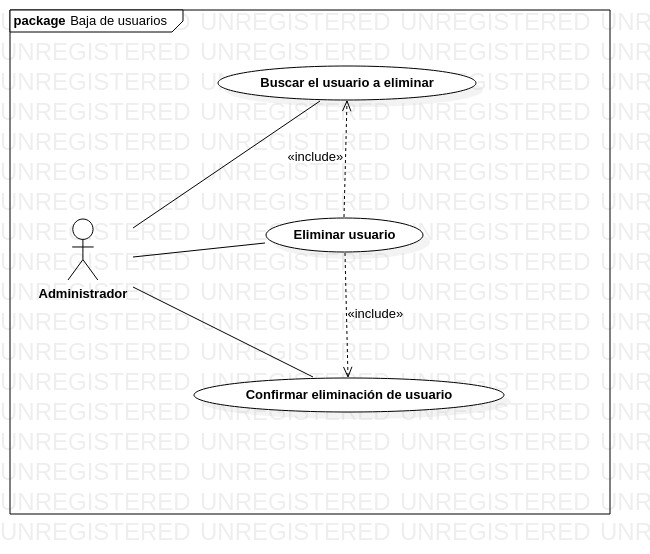 package Baja de usuarios
Buscar el usuario a eliminar
«include»
Eliminar usuario
Administrador
«include»
Confirmar eliminación de usuario
UNREGISTERED